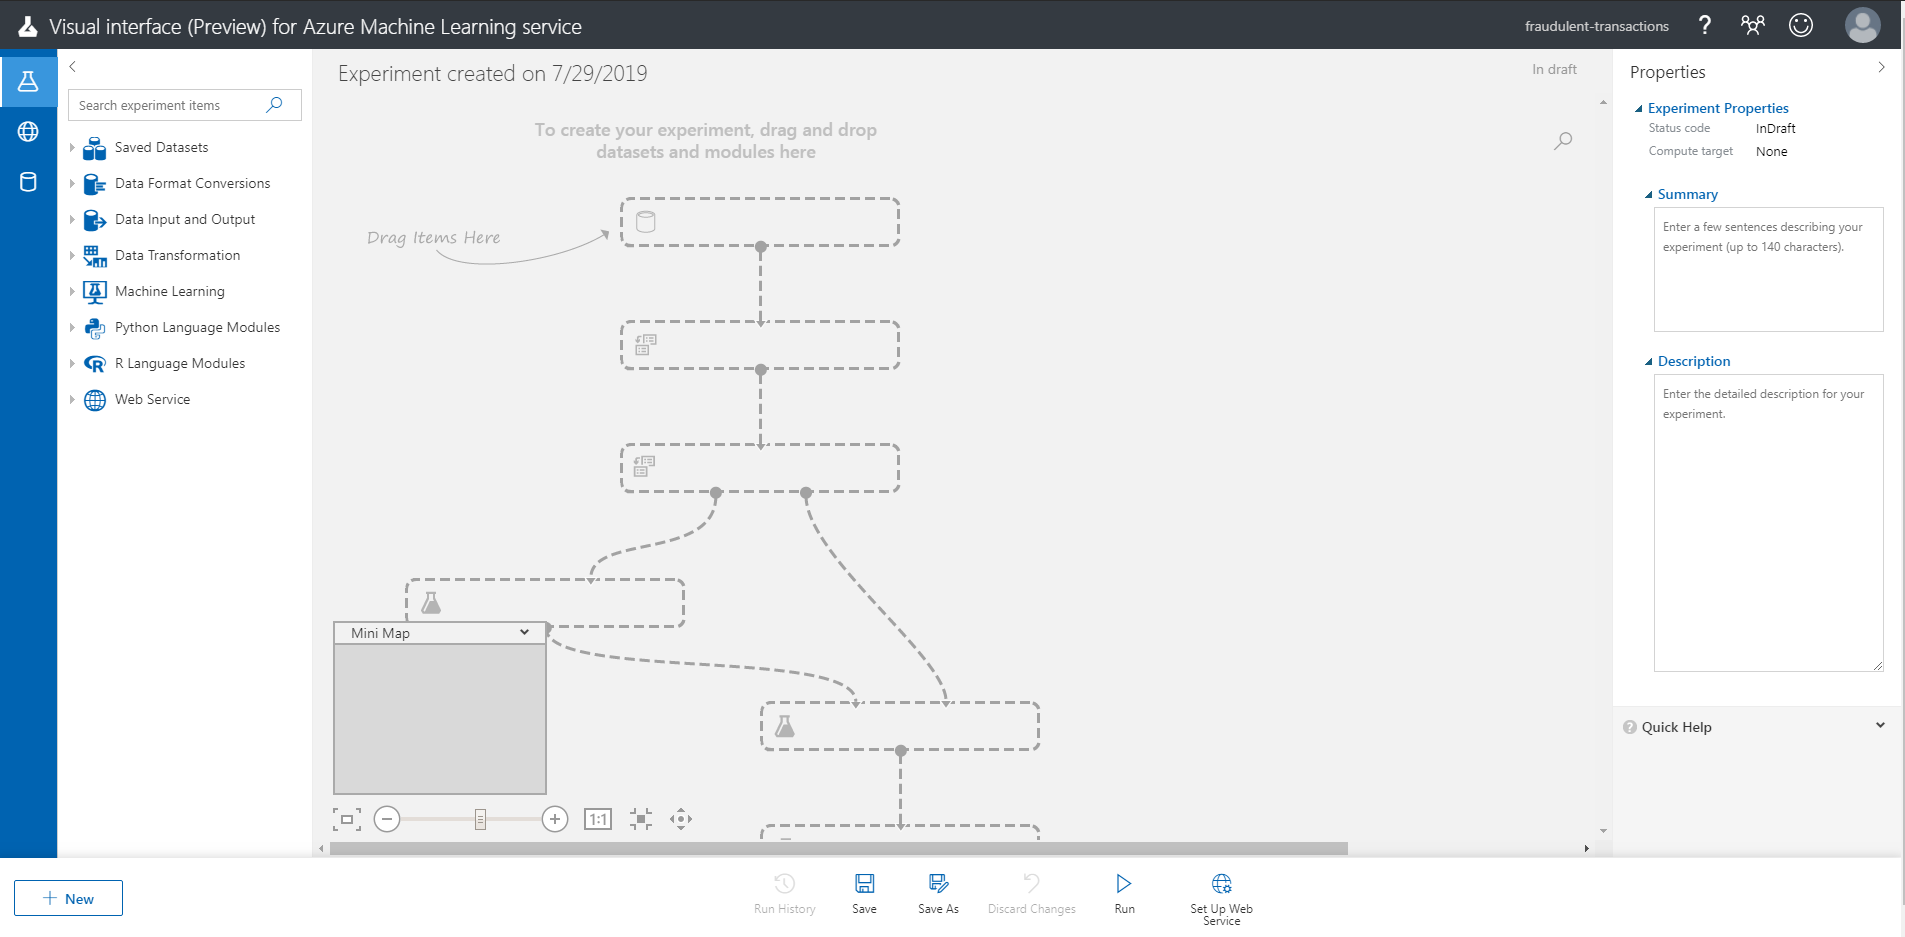 Visual interface (Preview) for Azure Machine Learning service
fraudulent-transactions
?
Search experiment items
Saved Datasets
Data Format Conversions
Data Input and Output
Data Transformation
Machine Learning
Python Language Modules
R Language Modules
Web Service
Experiment created on 7/29/2019
In draft
To create your experiment, drag and drop
datasets and modules here
Drag Items Here
Mini Map
1:1
Properties
Experiment Properties
Status code InDraft
Compute target None
Summary
Enter a few sentences describing your
experiment (up to 140 characters).
Description
Enter the detailed description for your
experiment.
? Quick Help
+ New
Run History
Save
Save As
Discard Changes
Run
Set Up Web
Service